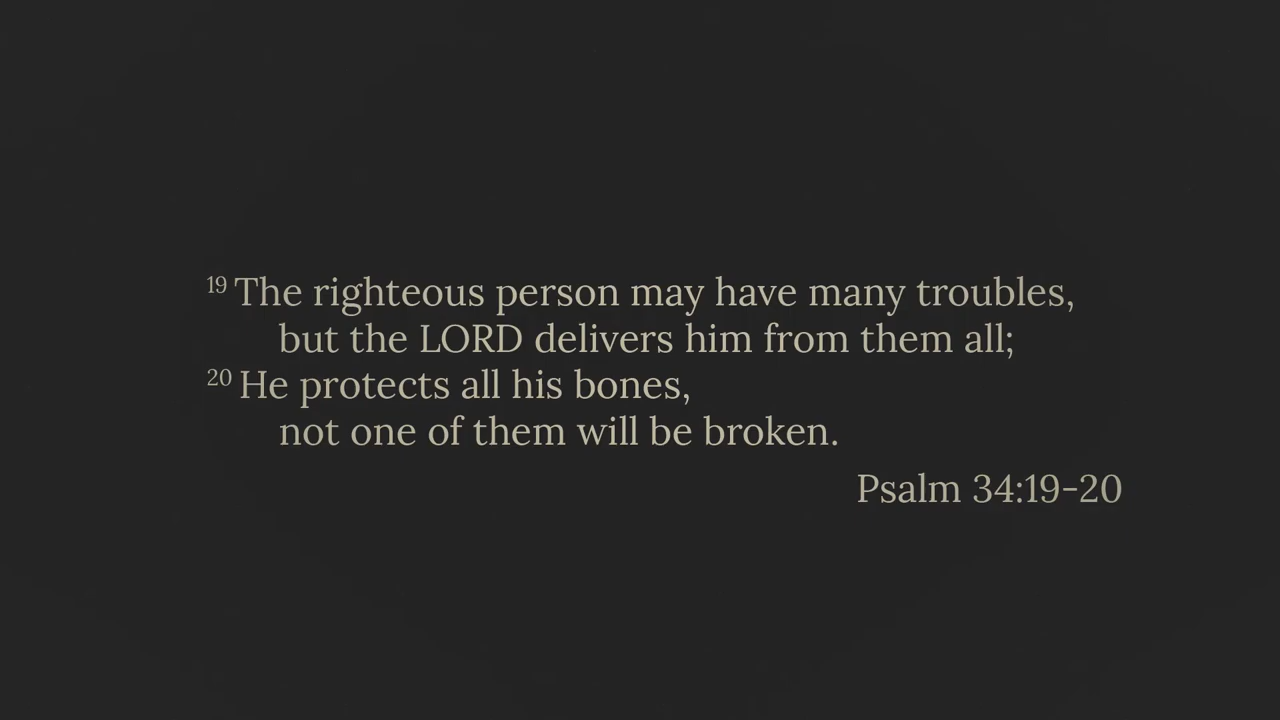 19 The righteous person may have many troubles,
but the LORD delivers him from them all;
20 He protects all his bones,
not one of them will be broken.
Psalm 34:19-20